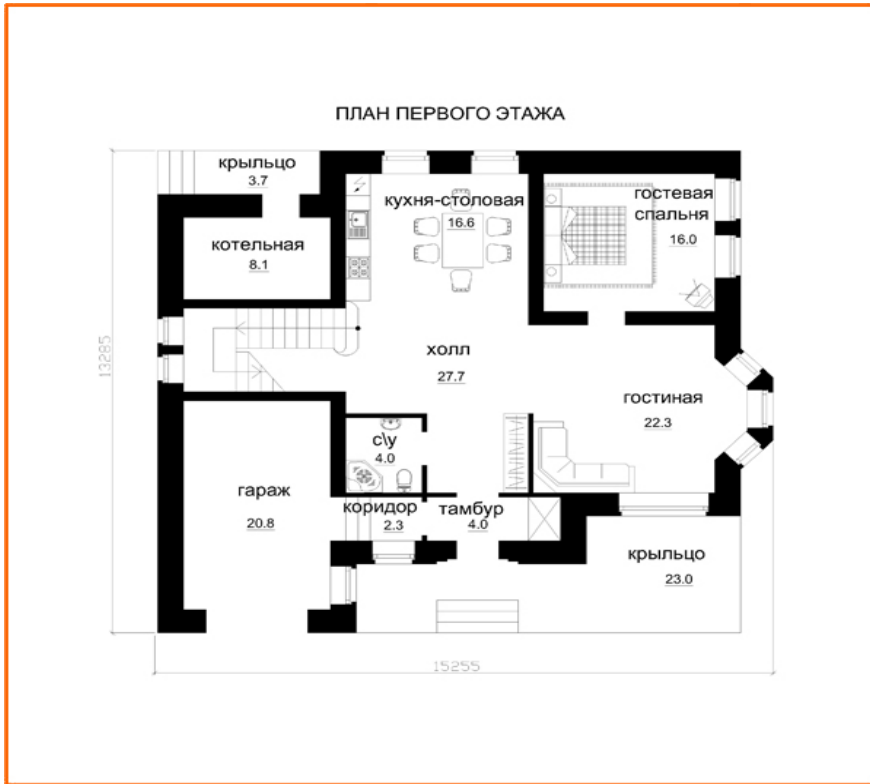 ПЛАН ПЕРВОГО ЭТАЖА
крыльцо
3.7
кухня-столовая
16.6
гостевая
спальня
16.0
котельная
8.1
холл
27.7
гостиная
22.3
с\у
4.0
гараж
20.8
коридор
2.3
тамбур
4.0
крыльцо
23.0
13285
15255